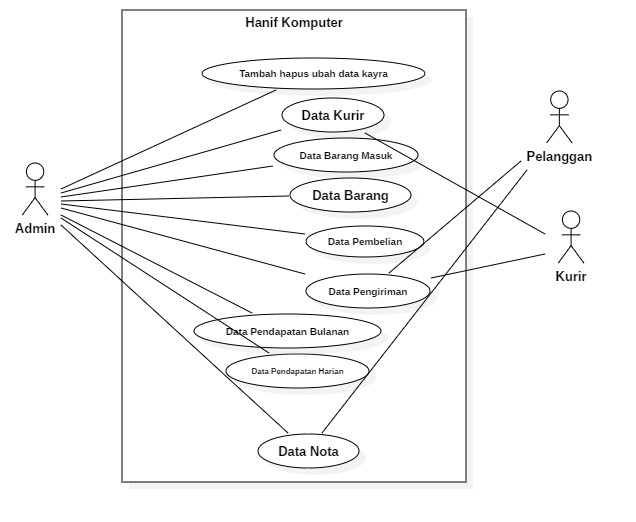 Hanif Komputer
Tambah hapus ubah data kayra
Data Kurir
Data Barang Masuk
Data Barang
Data Pembelian
Data Pengiriman
Data Pendapatan Bulanan
Data Pendapatan Harian
Data Nota
Admin
Pelanggan
Kurir